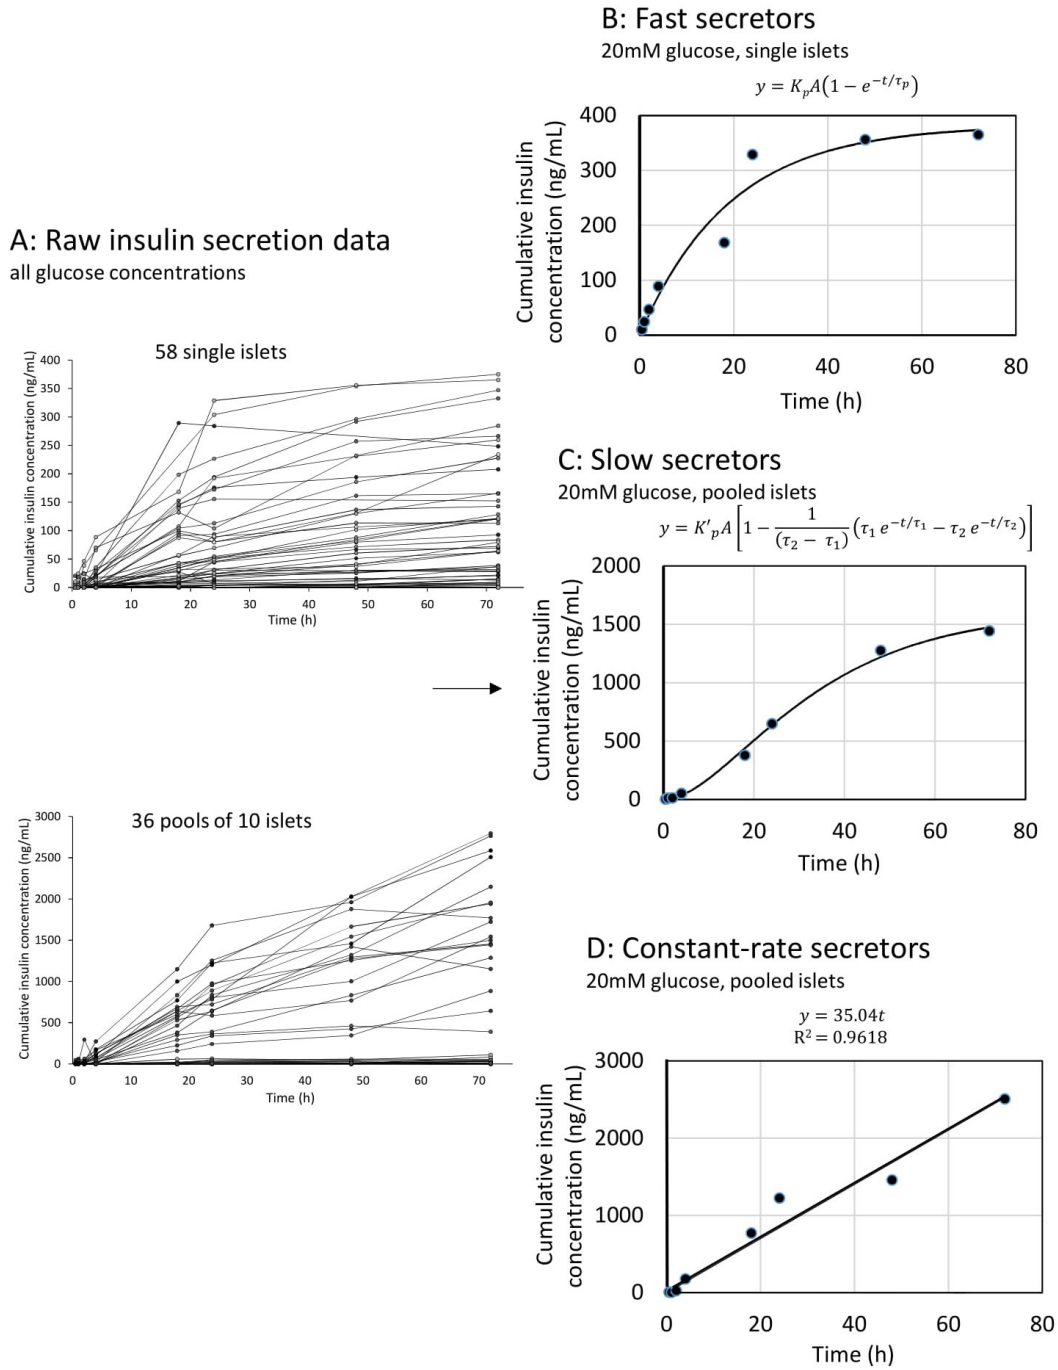 A: Raw insulin secretion data
all glucose concentrations
58 single islets
Cumulative insulin concentration (ng/mL)
400
350
300
250
200
150
100
50
0
0 10 20 30 40 50 60 70
Time (h)
36 pools of 10 islets
Cumulative insulin concentration (ng/mL)
3000
2500
2000
1500
1000
500
0
0 10 20 30 40 50 60 70
Time (h)
B: Fast secretors
20mM glucose, single islets
y = K_pA(1 − e^{−t/τ_p})
Cumulative insulin
concentration (ng/mL)
400
300
200
100
0
0 20 40 60 80
Time (h)
C: Slow secretors
20mM glucose, pooled islets
y = K'_pA[1 − 1/(τ_2 − τ_1)(τ_1 e^{−t/τ_1} − τ_2 e^{−t/τ_2})]
Cumulative insulin
concentration (ng/mL)
2000
1500
1000
500
0
0 20 40 60 80
Time (h)
D: Constant-rate secretors
20mM glucose, pooled islets
y = 35.04t
R² = 0.9618
Cumulative insulin
concentration (ng/mL)
3000
2000
1000
0
0 20 40 60 80
Time (h)